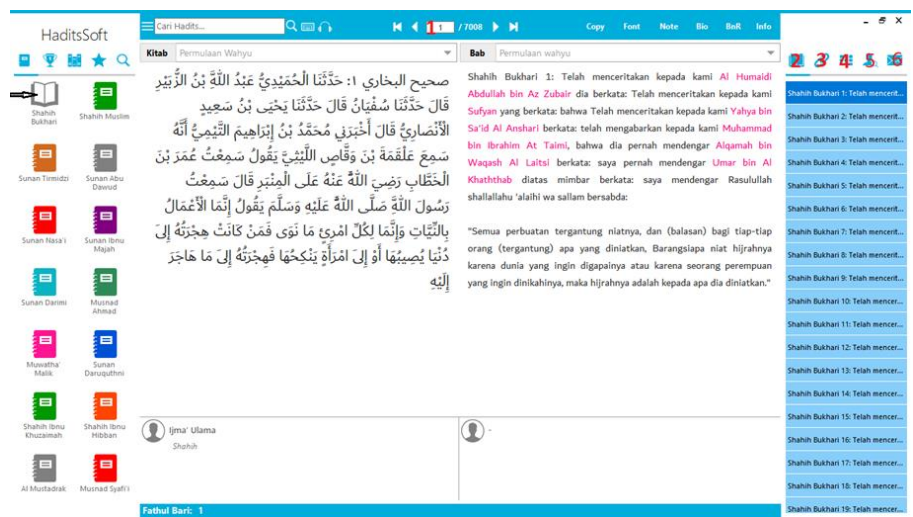 HaditsSoft
Shahih Bukhari
Shahih Muslim
Sunan Tirmidzi
Sunan Abu Dawud
Sunan Nasa'i
Sunan Ibnu Majah
Sunan Darimi
Musnad Ahmad
Muwatha' Malik
Sunan Daruquthni
Shahih Ibnu Khuzaimah
Shahih Ibnu Hibban
Al Mustadrak
Musnad Syafi'i
Cari Hadits...
1 1 / 7008
Copy Font Note Bio BnR Info
Kitab Permulaan Wahyu
Bab Permulaan wahyu
صحيح البخاري ١: حَدَّثَنَا الْحُمَيْدِيُّ عَبْدُ اللَّهِ بْنُ الزُّبَيْرِ
قَالَ حَدَّثَنَا سُفْيَانُ قَالَ حَدَّثَنَا يَحْيَى بْنُ سَعِيدٍ
الْأَنْصَارِيُّ قَالَ أَخْبَرَنِي مُحَمَّدُ بْنُ إِبْرَاهِيمَ التَّيْمِيُّ أَنَّهُ
سَمِعَ عَلْقَمَةَ بْنَ وَقَّاصٍ اللَّيْثِيَّ يَقُولُ سَمِعْتُ عُمَرَ بْنَ
الْخَطَّابِ رَضِيَ اللَّهُ عَنْهُ عَلَى الْمِنْبَرِ قَالَ سَمِعْتُ
رَسُولَ اللَّهِ صَلَّى اللَّهُ عَلَيْهِ وَسَلَّمَ يَقُولُ إِنَّمَا الْأَعْمَالُ
بِالنِّيَّاتِ وَإِنَّمَا لِكُلِّ امْرِئٍ مَا نَوَى فَمَنْ كَانَتْ هِجْرَتُهُ إِلَى
دُنْيَا يُصِيبُهَا أَوْ إِلَى امْرَأَةٍ يَنْكِحُهَا فَهِجْرَتُهُ إِلَى مَا هَاجَرَ
إِلَيْهِ
Shahih Bukhari 1: Telah menceritakan kepada kami Al Humaidi
Abdullah bin Az Zubair dia berkata: Telah menceritakan kepada kami
Sufyan yang berkata: bahwa Telah menceritakan kepada kami Yahya bin
Sa'id Al Anshari berkata: telah mengabarkan kepada kami Muhammad
bin Ibrahim At Taimi, bahwa dia pernah mendengar Alqamah bin
Waqash Al Laitsi berkata: saya pernah mendengar Umar bin Al
Khaththab diatas mimbar berkata: saya mendengar Rasulullah
shallallahu 'alaihi wa sallam bersabda:
"Semua perbuatan tergantung niatnya, dan (balasan) bagi tiap-tiap
orang (tergantung) apa yang diniatkan, Barangsiapa niat hijrahnya
karena dunia yang ingin digapainya atau karena seorang perempuan
yang ingin dinikahinya, maka hijrahnya adalah kepada apa dia diniatkan."
Ijma' Ulama
Shahih
-
Fathul Bari: 1
2 3 4 5 6
Shahih Bukhari 1: Telah mencerit...
Shahih Bukhari 2: Telah mencerit...
Shahih Bukhari 3: Telah mencerit...
Shahih Bukhari 4: Telah mencerit...
Shahih Bukhari 5: Telah mencerit...
Shahih Bukhari 6: Telah mencerit...
Shahih Bukhari 7: Telah mencerit...
Shahih Bukhari 8: Telah mencerit...
Shahih Bukhari 9: Telah mencerit...
Shahih Bukhari 10: Telah mencer...
Shahih Bukhari 11: Telah mencer...
Shahih Bukhari 12: Telah mencer...
Shahih Bukhari 13: Telah mencer...
Shahih Bukhari 14: Telah mencer...
Shahih Bukhari 15: Telah mencer...
Shahih Bukhari 16: Telah mencer...
Shahih Bukhari 17: Telah mencer...
Shahih Bukhari 18: Telah mencer...
Shahih Bukhari 19: Telah mencer...